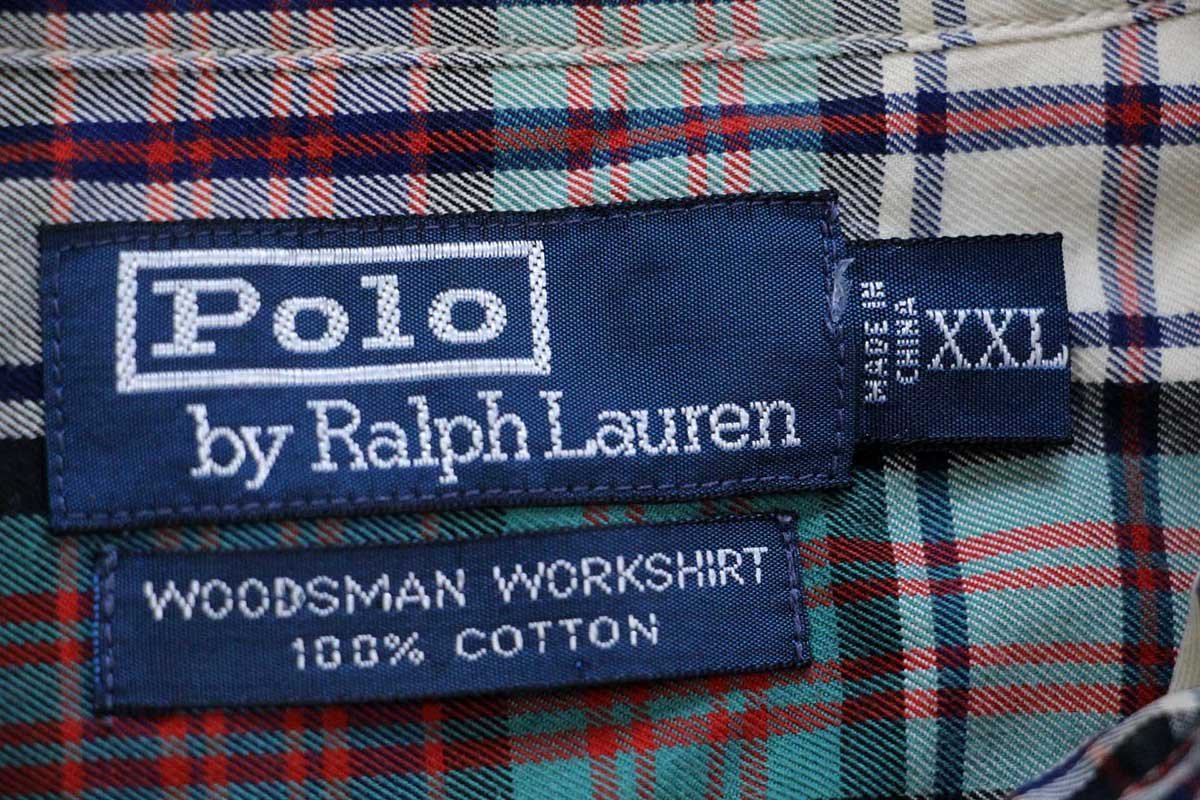 Polo
by Ralph Lauren
MADE IN
CHINA
XXL
WOODSMAN WORKSHIRT
100% COTTON